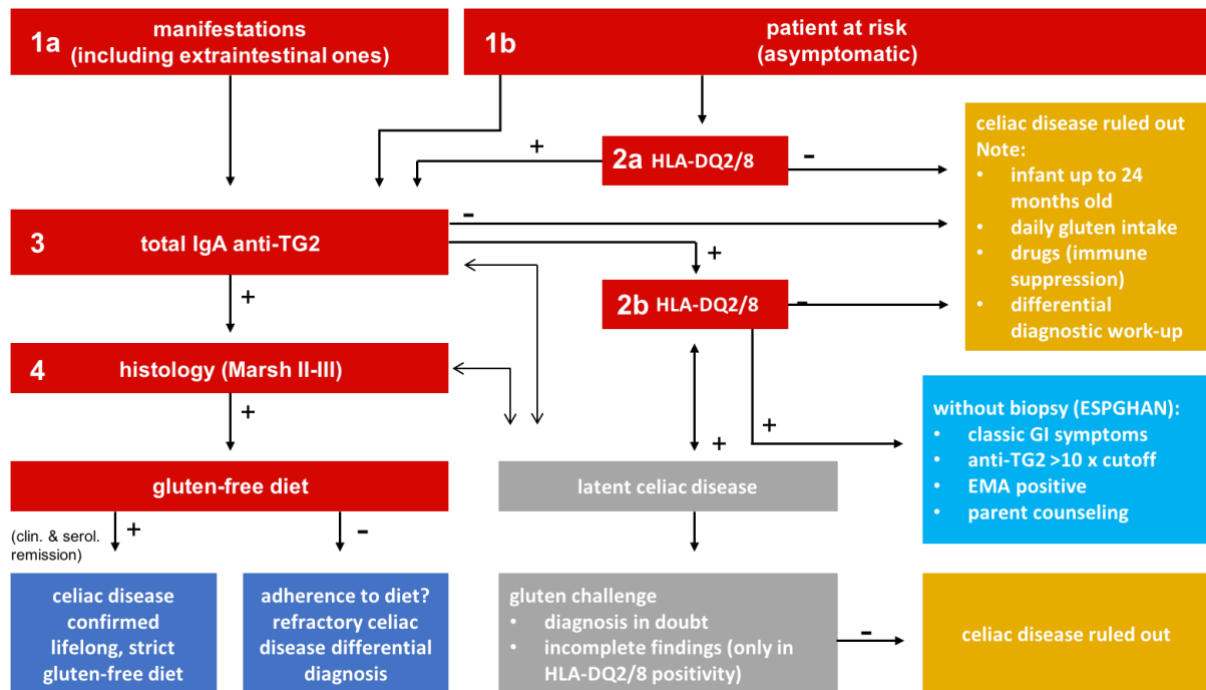 1a
manifestations
(including extraintestinal ones)
1b
patient at risk
(asymptomatic)
+
2a HLA-DQ2/8
-
celiac disease ruled out
Note:
• infant up to 24
months old
• daily gluten intake
• drugs (immune
suppression)
• differential
diagnostic work-up
3
total IgA anti-TG2
-
+
+
2b HLA-DQ2/8
-
4
histology (Marsh II-III)
+
+
+
without biopsy (ESPGHAN):
• classic GI symptoms
• anti-TG2 >10 x cutoff
• EMA positive
• parent counseling
gluten-free diet
latent celiac disease
(clin. & serol.
remission)
+
-
celiac disease
confirmed
lifelong, strict
gluten-free diet
adherence to diet?
refractory celiac
disease differential
diagnosis
gluten challenge
• diagnosis in doubt
• incomplete findings (only in
HLA-DQ2/8 positivity)
-
celiac disease ruled out